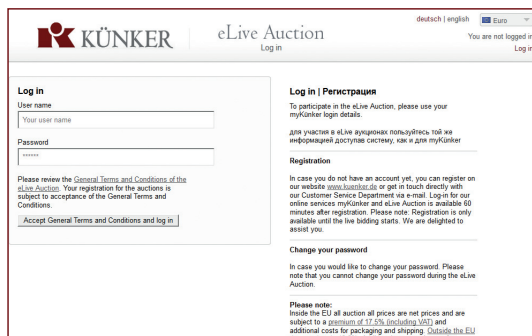 deutsch | english
Euro
KÜNKER
eLive Auction
Log in
You are not logged in
Log in
Log in
User name
Your user name
Password
******
Please review the General Terms and Conditions of the
eLive Auction. Your registration for the auctions is
subject to acceptance of the General Terms and
Conditions.
Accept General Terms and Conditions and log in
Log in | Регистрация
To participate in the eLive Auction, please use your
myKünker login details.
для участия в eLive аукционах пользуйтесь той же
информацией доступав систему, как и для myKünker
Registration
In case you do not have an account yet, you can register on
our website www.kuenker.de or get in touch directly with
our Customer Service Department via e-mail. Log-in for our
online services myKünker and eLive Auction is available 60
minutes after registration. Please note: Registration is only
available until the live bidding starts. We are delighted to
assist you.
Change your password
In case you would like to change your password. Please
note that you cannot change your password during the eLive
Auction.
Please note:
Inside the EU all auction all prices are net prices and are
subject to a premium of 17.5% (including VAT) and
additional costs for packaging and shipping. Outside the EU